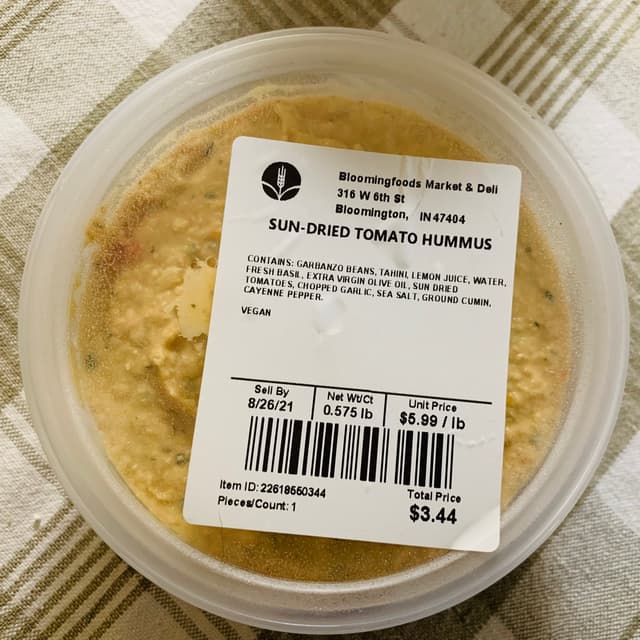 Bloomingfoods Market & Deli
316 W 6th St
Bloomington, IN 47404
SUN-DRIED TOMATO HUMMUS
CONTAINS: GARBANZO BEANS, TAHINI, LEMON JUICE, WATER,
FRESH BASIL, EXTRA VIRGIN OLIVE OIL, SUN DRIED
TOMATOES, CHOPPED GARLIC, SEA SALT, GROUND CUMIN,
CAYENNE PEPPER.
VEGAN
Sell By Net Wt/Ct Unit Price
8/26/21 0.575 lb $5.99 / lb
Item ID: 22618550344 Total Price
Pieces/Count: 1 $3.44